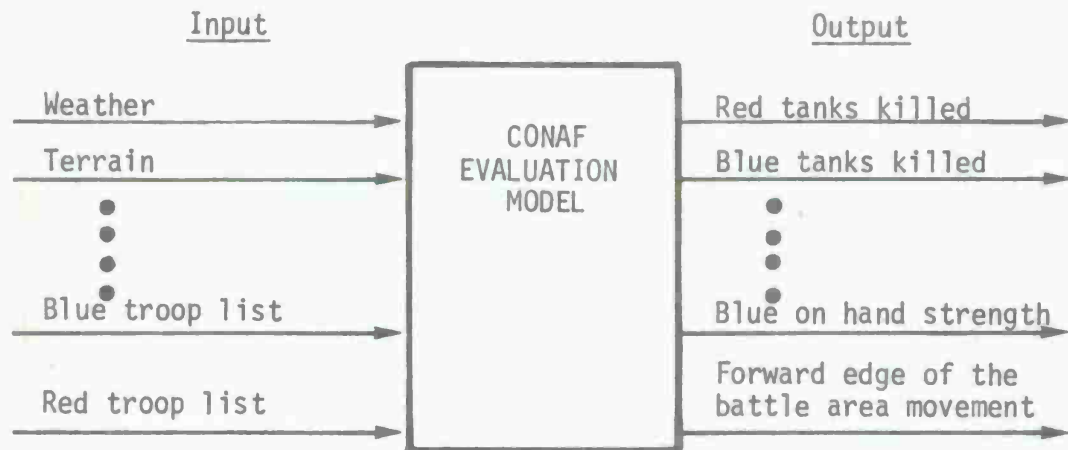 Input
Output
Weather
Terrain
Blue troop list
Red troop list
CONAF
EVALUATION
MODEL
Red tanks killed
Blue tanks killed
Blue on hand strength
Forward edge of the
battle area movement